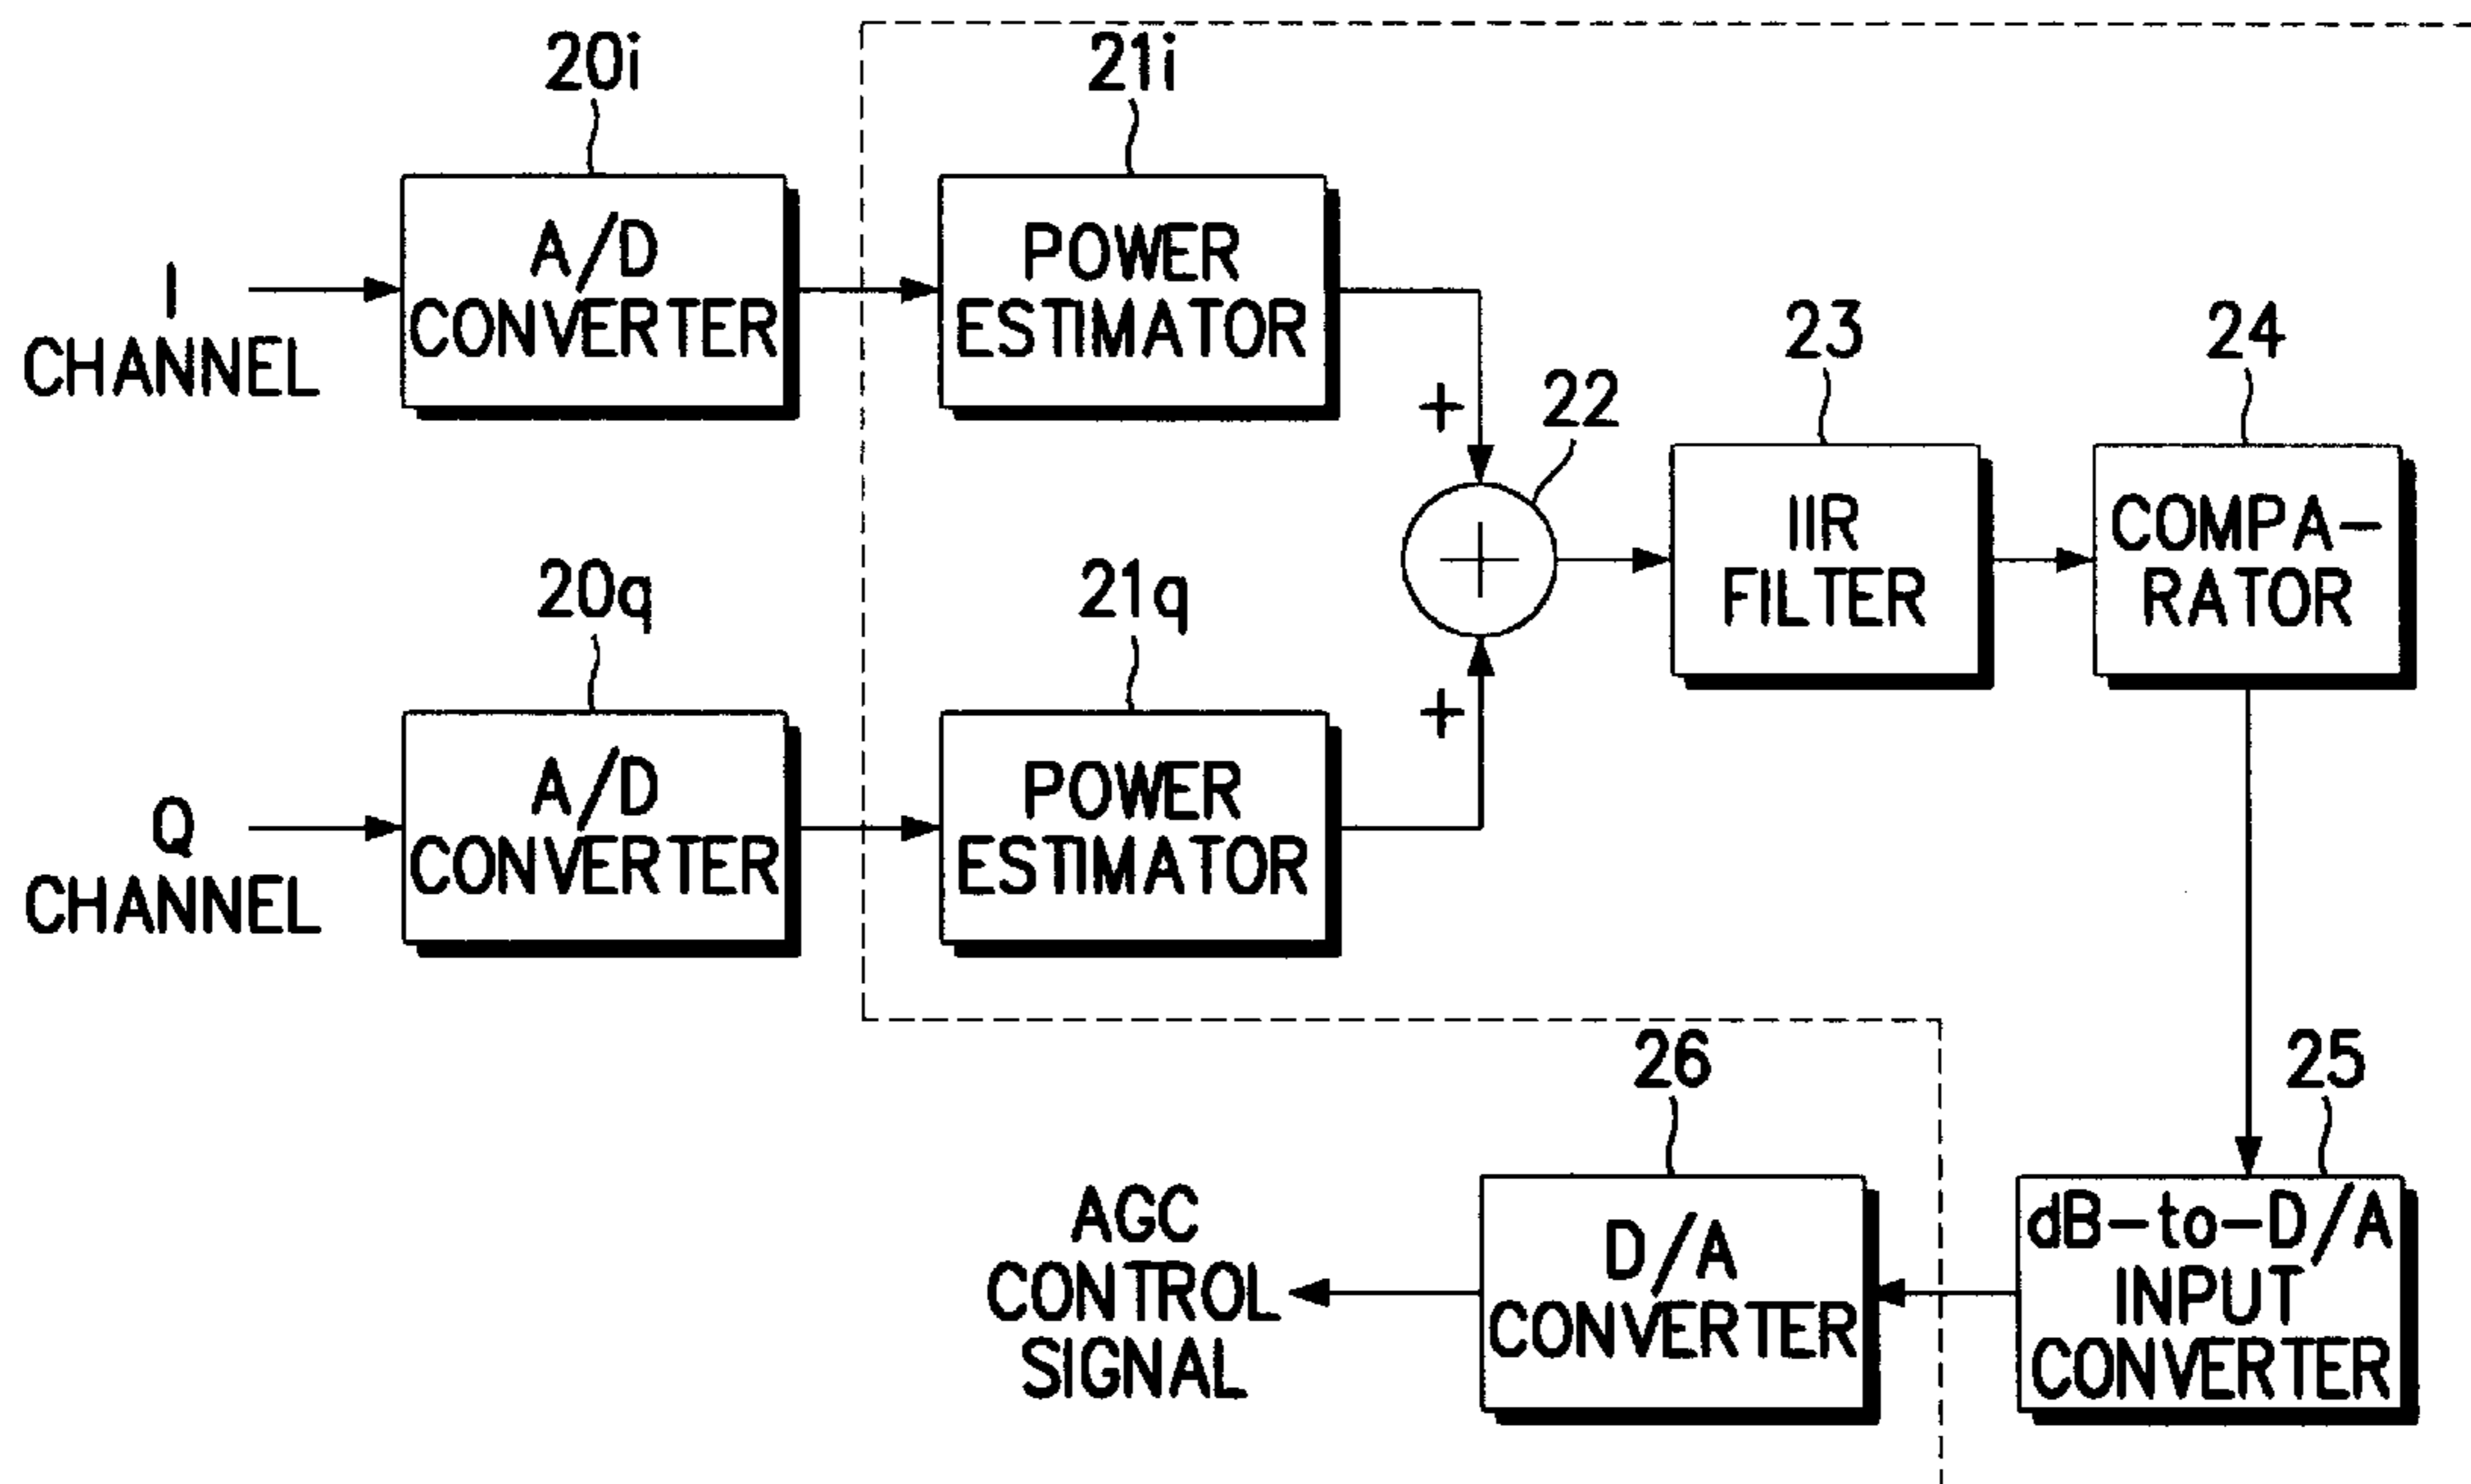 20i
21i
I
CHANNEL
A/D
CONVERTER
POWER
ESTIMATOR
+
22
23
24
IIR
FILTER
COMPA-
RATOR
20q
21q
+
Q
CHANNEL
A/D
CONVERTER
POWER
ESTIMATOR
26
25
AGC
CONTROL
SIGNAL
D/A
CONVERTER
dB-to-D/A
INPUT
CONVERTER